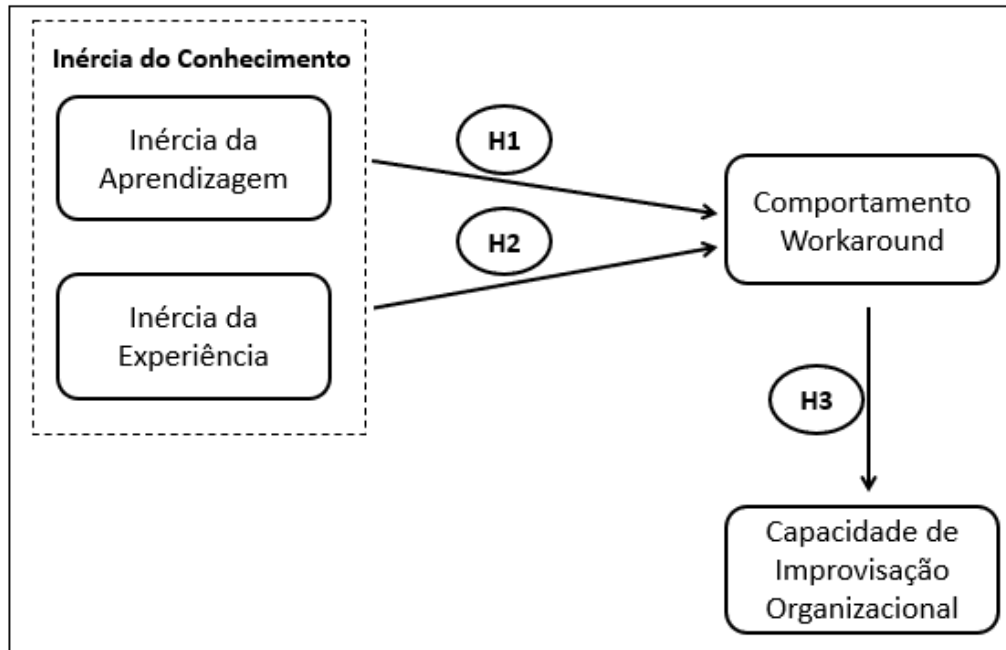 Inércia do Conhecimento
Inércia da
Aprendizagem
H1
Comportamento
Workaround
H2
Inércia da
Experiência
H3
Capacidade de
Improvisação
Organizacional